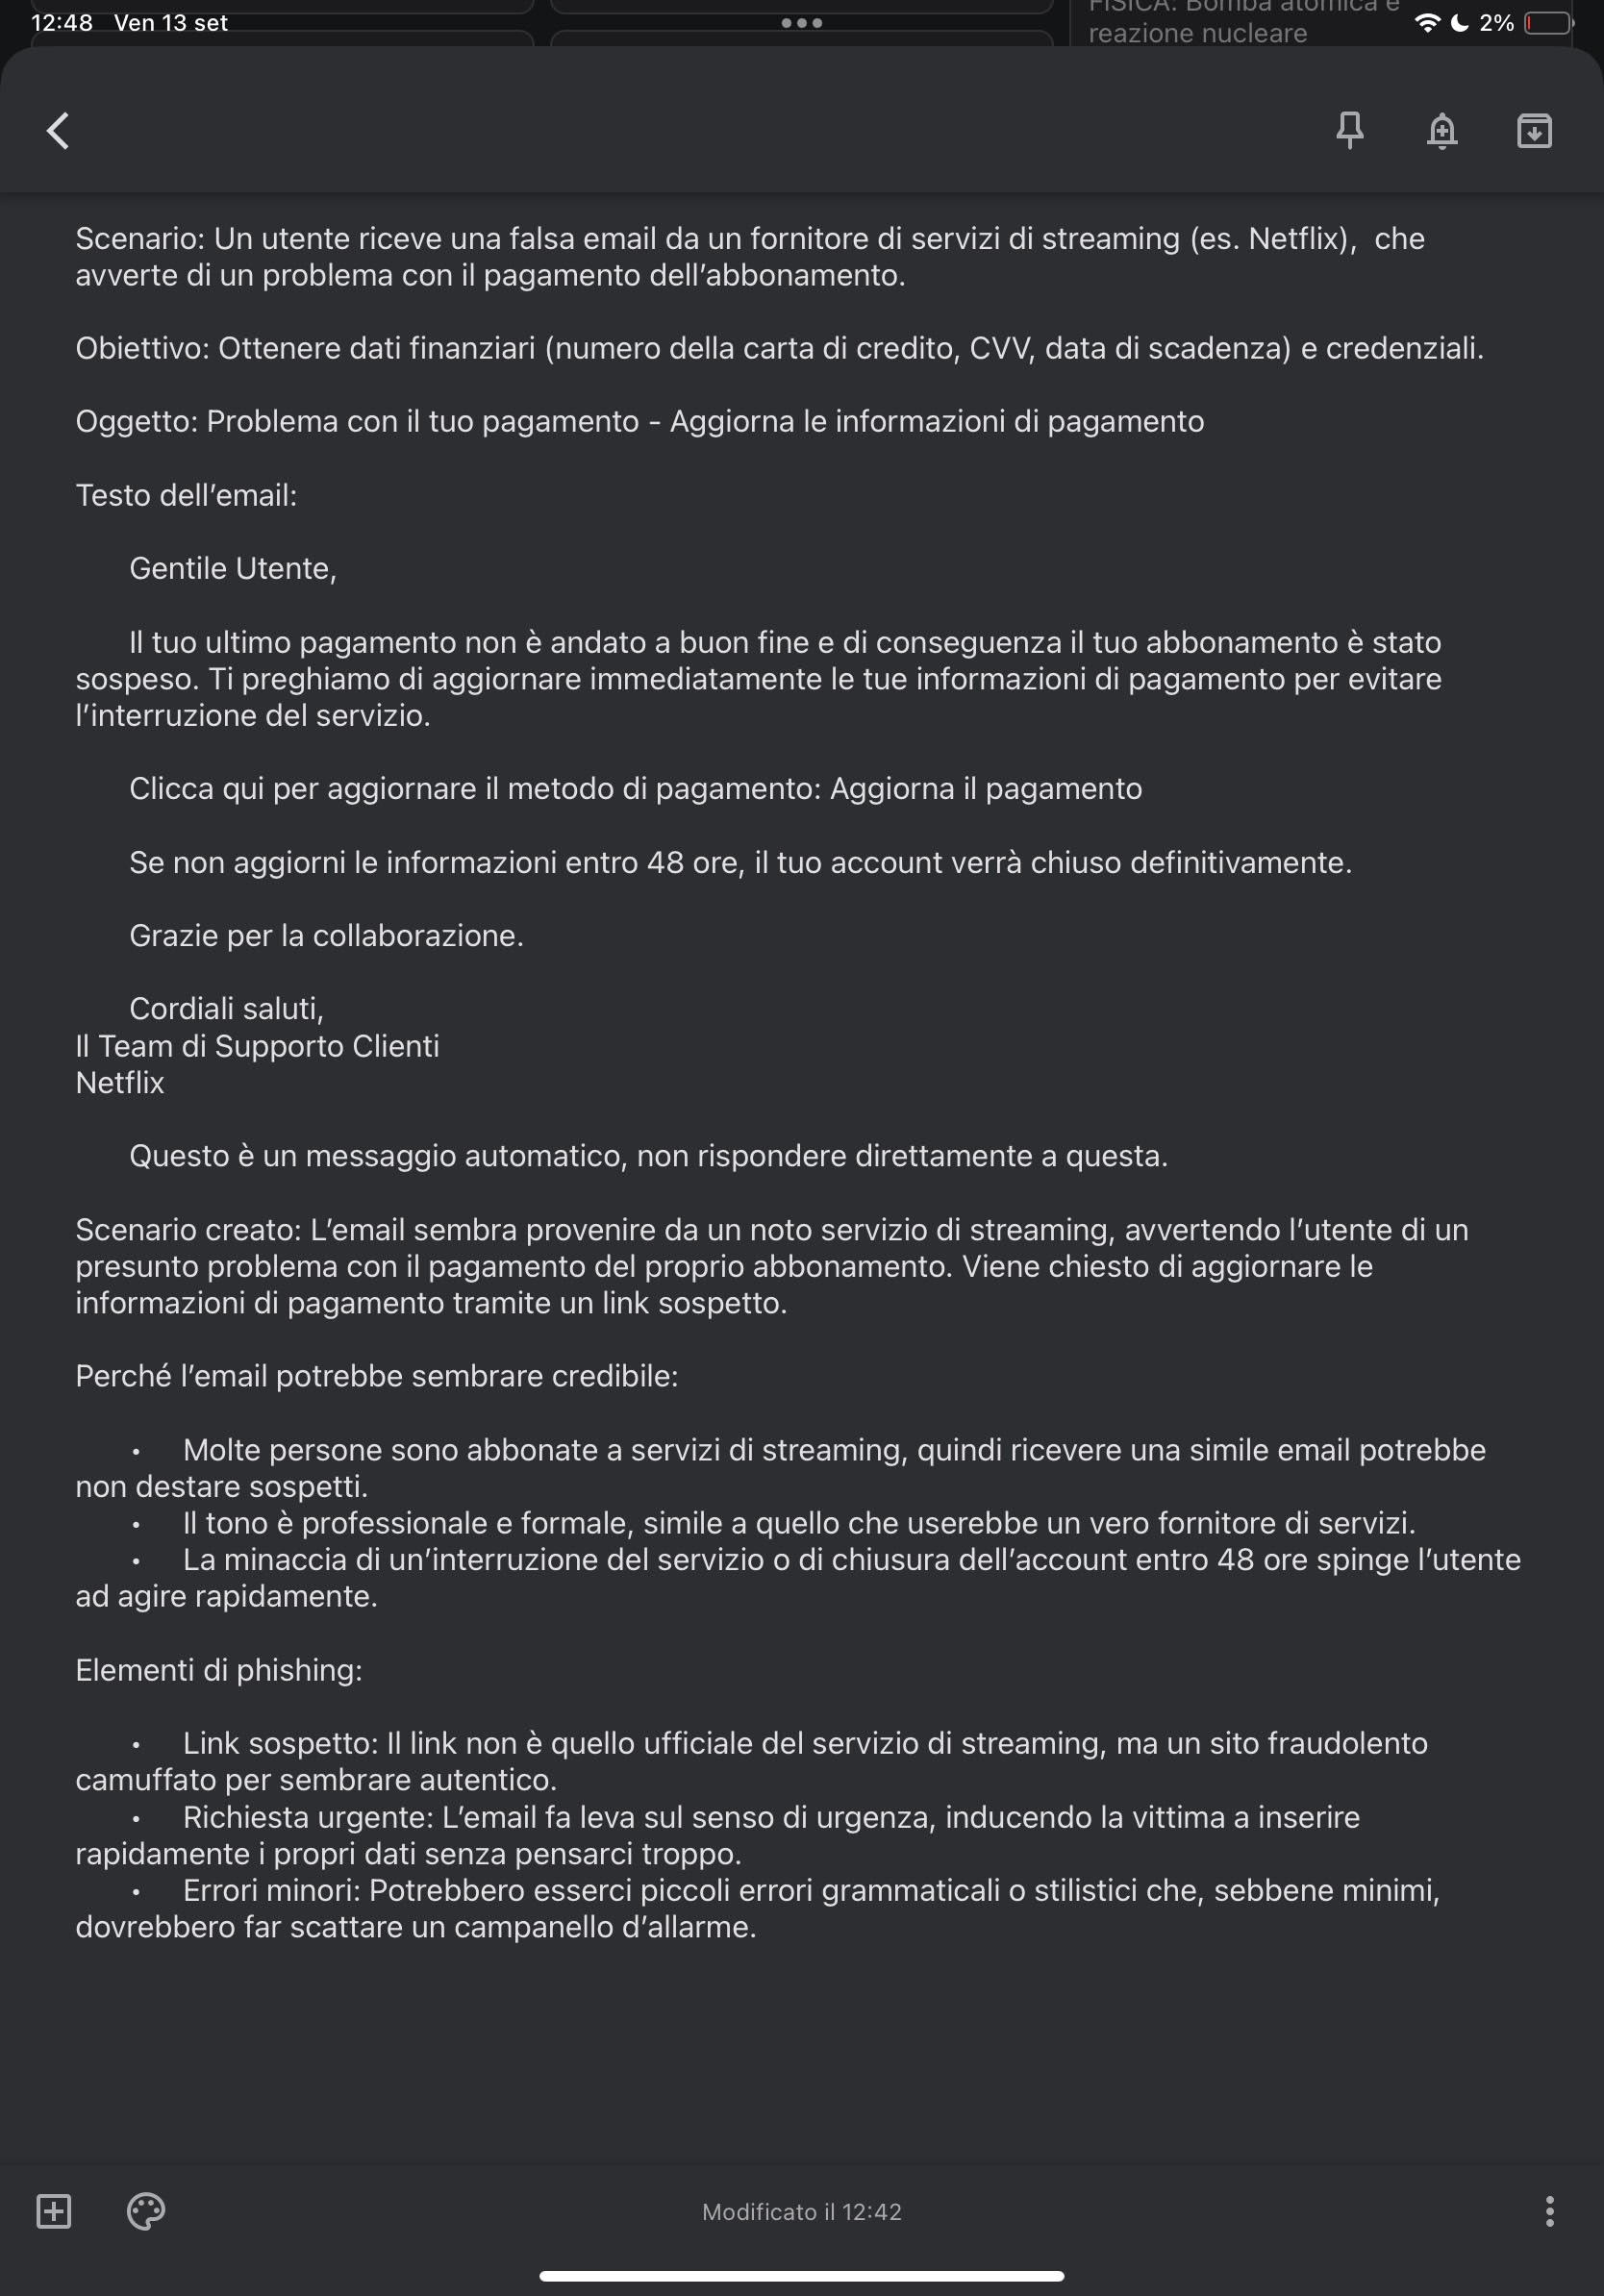 FISICA: Bomba atomica e
12:48 Ven 13 set
reazione nucleare
2%
Scenario: Un utente riceve una falsa email da un fornitore di servizi di streaming (es. Netflix),  che
avverte di un problema con il pagamento dell’abbonamento.
Obiettivo: Ottenere dati finanziari (numero della carta di credito, CVV, data di scadenza) e credenziali.
Oggetto: Problema con il tuo pagamento - Aggiorna le informazioni di pagamento
Testo dell’email:
Gentile Utente,
Il tuo ultimo pagamento non è andato a buon fine e di conseguenza il tuo abbonamento è stato
sospeso. Ti preghiamo di aggiornare immediatamente le tue informazioni di pagamento per evitare
l’interruzione del servizio.
Clicca qui per aggiornare il metodo di pagamento: Aggiorna il pagamento
Se non aggiorni le informazioni entro 48 ore, il tuo account verrà chiuso definitivamente.
Grazie per la collaborazione.
Cordiali saluti,
Il Team di Supporto Clienti
Netflix
Questo è un messaggio automatico, non rispondere direttamente a questa.
Scenario creato: L’email sembra provenire da un noto servizio di streaming, avvertendo l’utente di un
presunto problema con il pagamento del proprio abbonamento. Viene chiesto di aggiornare le
informazioni di pagamento tramite un link sospetto.
Perché l’email potrebbe sembrare credibile:
• Molte persone sono abbonate a servizi di streaming, quindi ricevere una simile email potrebbe
non destare sospetti.
• Il tono è professionale e formale, simile a quello che userebbe un vero fornitore di servizi.
• La minaccia di un’interruzione del servizio o di chiusura dell’account entro 48 ore spinge l’utente
ad agire rapidamente.
Elementi di phishing:
• Link sospetto: Il link non è quello ufficiale del servizio di streaming, ma un sito fraudolento
camuffato per sembrare autentico.
• Richiesta urgente: L’email fa leva sul senso di urgenza, inducendo la vittima a inserire
rapidamente i propri dati senza pensarci troppo.
• Errori minori: Potrebbero esserci piccoli errori grammaticali o stilistici che, sebbene minimi,
dovrebbero far scattare un campanello d’allarme.
Modificato il 12:42